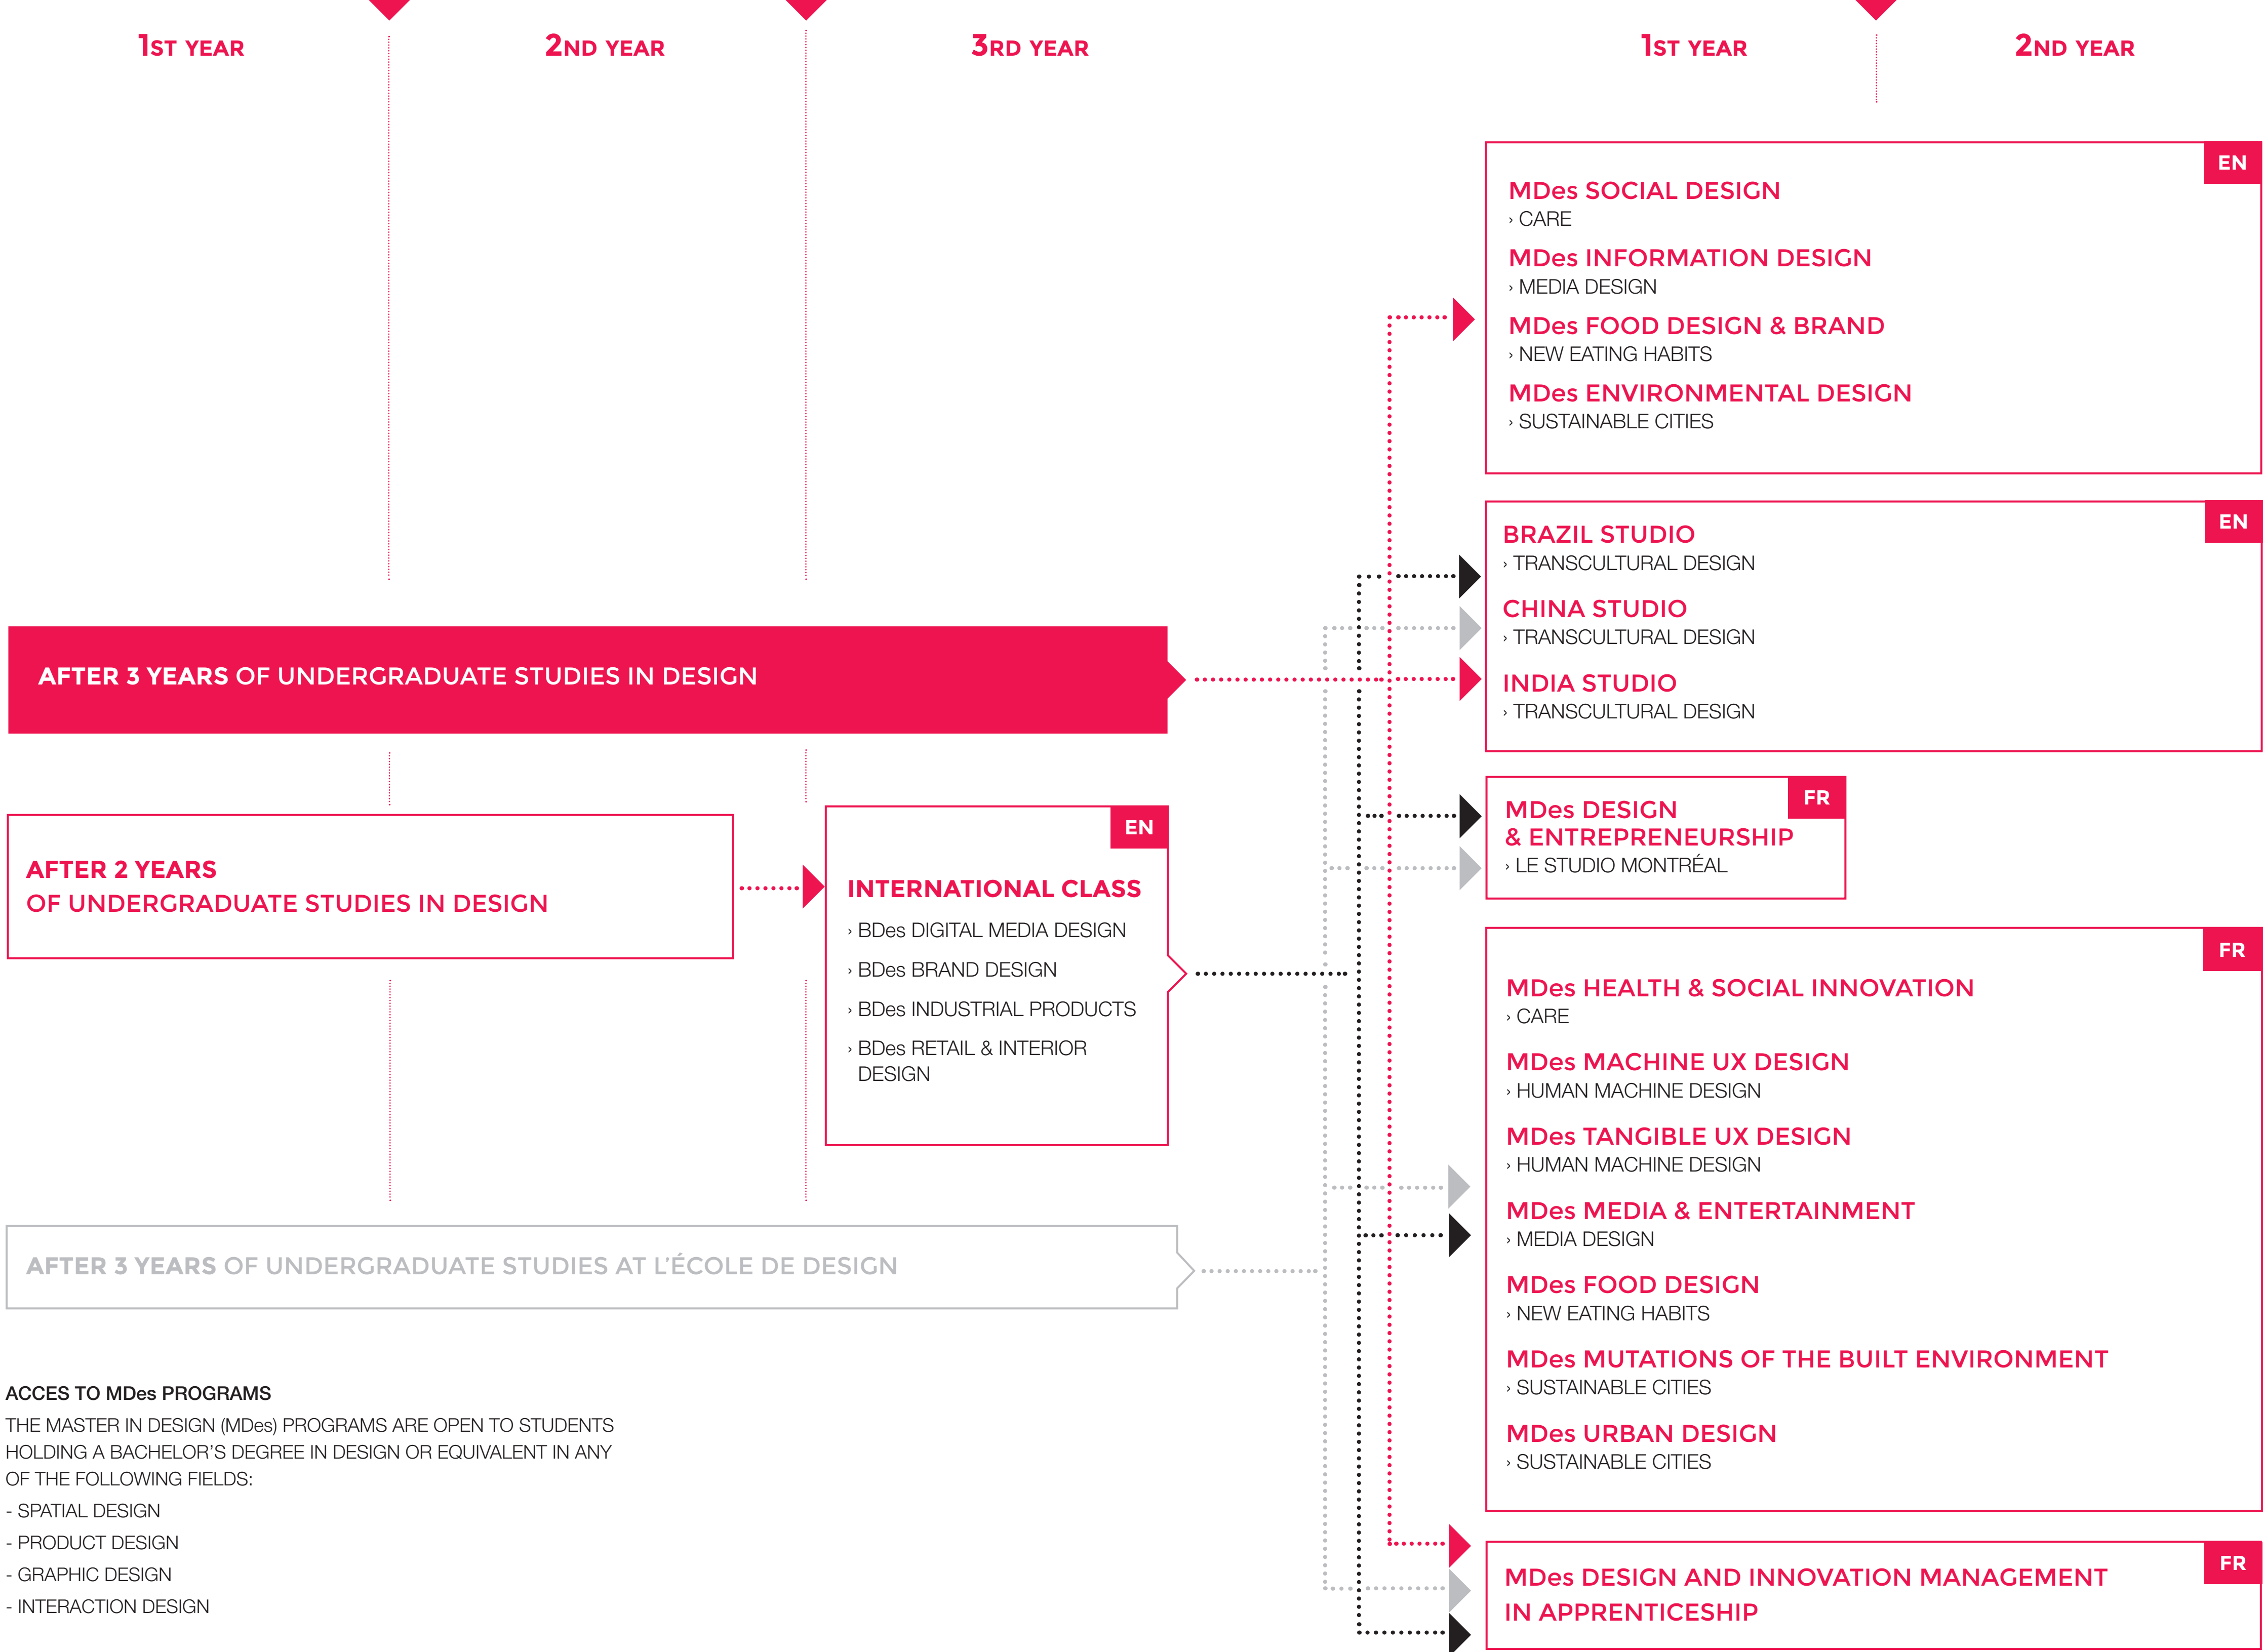 1ST YEAR
2ND YEAR
3RD YEAR
1ST YEAR
2ND YEAR
AFTER 3 YEARS OF UNDERGRADUATE STUDIES IN DESIGN
AFTER 2 YEARS
OF UNDERGRADUATE STUDIES IN DESIGN
EN
INTERNATIONAL CLASS
› BDes DIGITAL MEDIA DESIGN
› BDes BRAND DESIGN
› BDes INDUSTRIAL PRODUCTS
› BDes RETAIL & INTERIOR
DESIGN
AFTER 3 YEARS OF UNDERGRADUATE STUDIES AT L'ÉCOLE DE DESIGN
ACCES TO MDes PROGRAMS
THE MASTER IN DESIGN (MDes) PROGRAMS ARE OPEN TO STUDENTS
HOLDING A BACHELOR'S DEGREE IN DESIGN OR EQUIVALENT IN ANY
OF THE FOLLOWING FIELDS:
- SPATIAL DESIGN
- PRODUCT DESIGN
- GRAPHIC DESIGN
- INTERACTION DESIGN
EN
MDes SOCIAL DESIGN
› CARE
MDes INFORMATION DESIGN
› MEDIA DESIGN
MDes FOOD DESIGN & BRAND
› NEW EATING HABITS
MDes ENVIRONMENTAL DESIGN
› SUSTAINABLE CITIES
EN
BRAZIL STUDIO
› TRANSCULTURAL DESIGN
CHINA STUDIO
› TRANSCULTURAL DESIGN
INDIA STUDIO
› TRANSCULTURAL DESIGN
FR
MDes DESIGN
& ENTREPRENEURSHIP
› LE STUDIO MONTRÉAL
FR
MDes HEALTH & SOCIAL INNOVATION
› CARE
MDes MACHINE UX DESIGN
› HUMAN MACHINE DESIGN
MDes TANGIBLE UX DESIGN
› HUMAN MACHINE DESIGN
MDes MEDIA & ENTERTAINMENT
› MEDIA DESIGN
MDes FOOD DESIGN
› NEW EATING HABITS
MDes MUTATIONS OF THE BUILT ENVIRONMENT
› SUSTAINABLE CITIES
MDes URBAN DESIGN
› SUSTAINABLE CITIES
FR
MDes DESIGN AND INNOVATION MANAGEMENT
IN APPRENTICESHIP